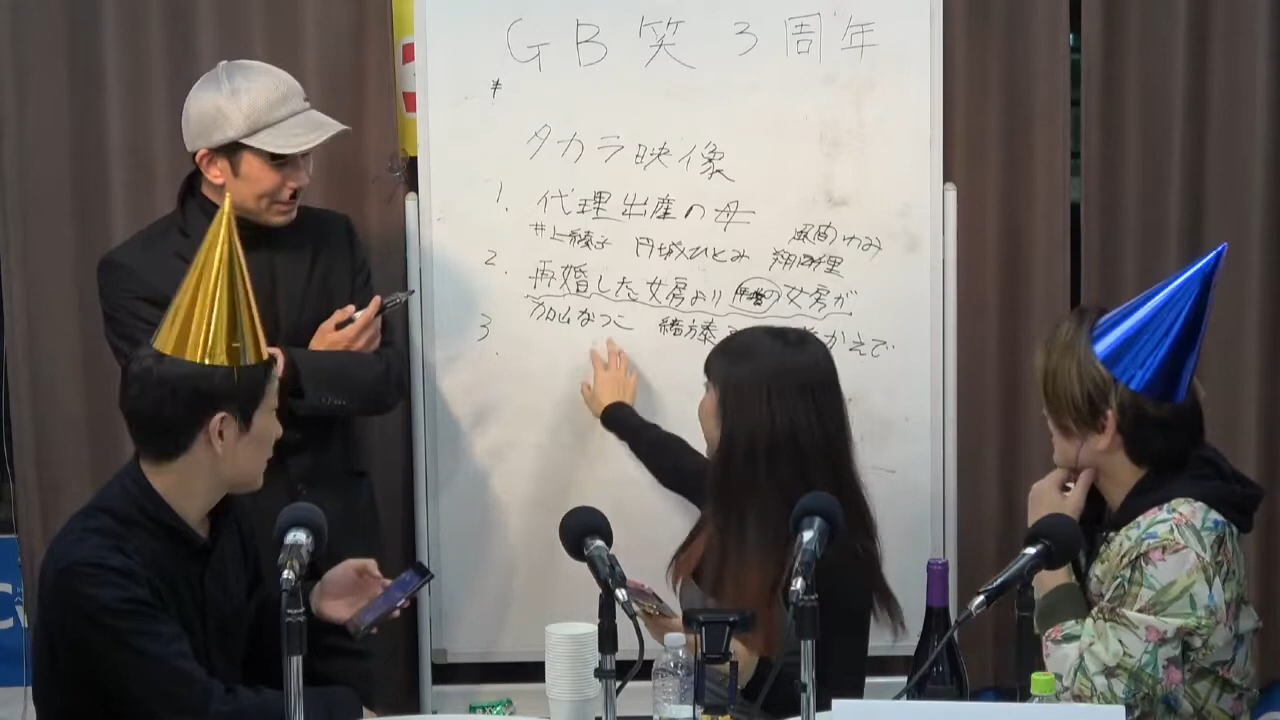 GB笑 3周年
*
タカラ映像
1. 代理出産の母
井上綾子 円城ひとみ 翔田千里
風間ゆみ
2. 再婚した女房より の女房が
加山なつこ 緒方泰子 かえで
3.